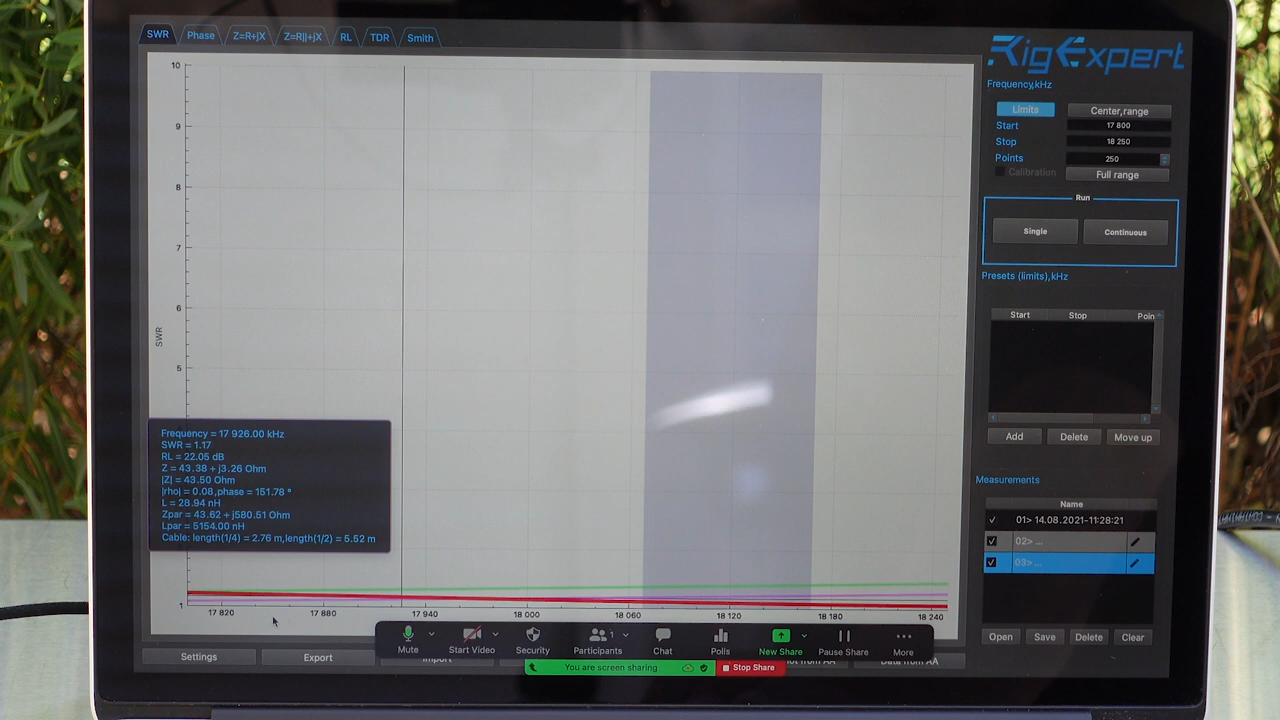 SWR Phase Z=R+jX Z=R||+jX RL TDR Smith
RigExpert
Frequency,kHz
Limits Center,range
Start 17 800
Stop 18 250
Points 250
Calibration Full range
Run
Single Continuous
Presets (limits),kHz
Start Stop Poin
Add Delete Move up
Measurements
Name
01> 14.08.2021-11:28:21
02> ...
03> ...
Open Save Delete Clear
10
9
8
7
6
5
1
SWR
Frequency = 17 926.00 kHz
SWR = 1.17
RL = 22.05 dB
Z = 43.38 + j3.26 Ohm
|Z| = 43.50 Ohm
|rho| = 0.08,phase = 151.78 °
L = 28.94 nH
Zpar = 43.62 + j580.51 Ohm
Lpar = 5154.00 nH
Cable: length(1/4) = 2.76 m,length(1/2) = 5.52 m
17 820 17 880 17 940 18 000 18 060 18 120 18 180 18 240
Mute Start Video Security Participants 1 Chat Polls New Share Pause Share More
Settings Export Import Data from AA
You are screen sharing Stop Share